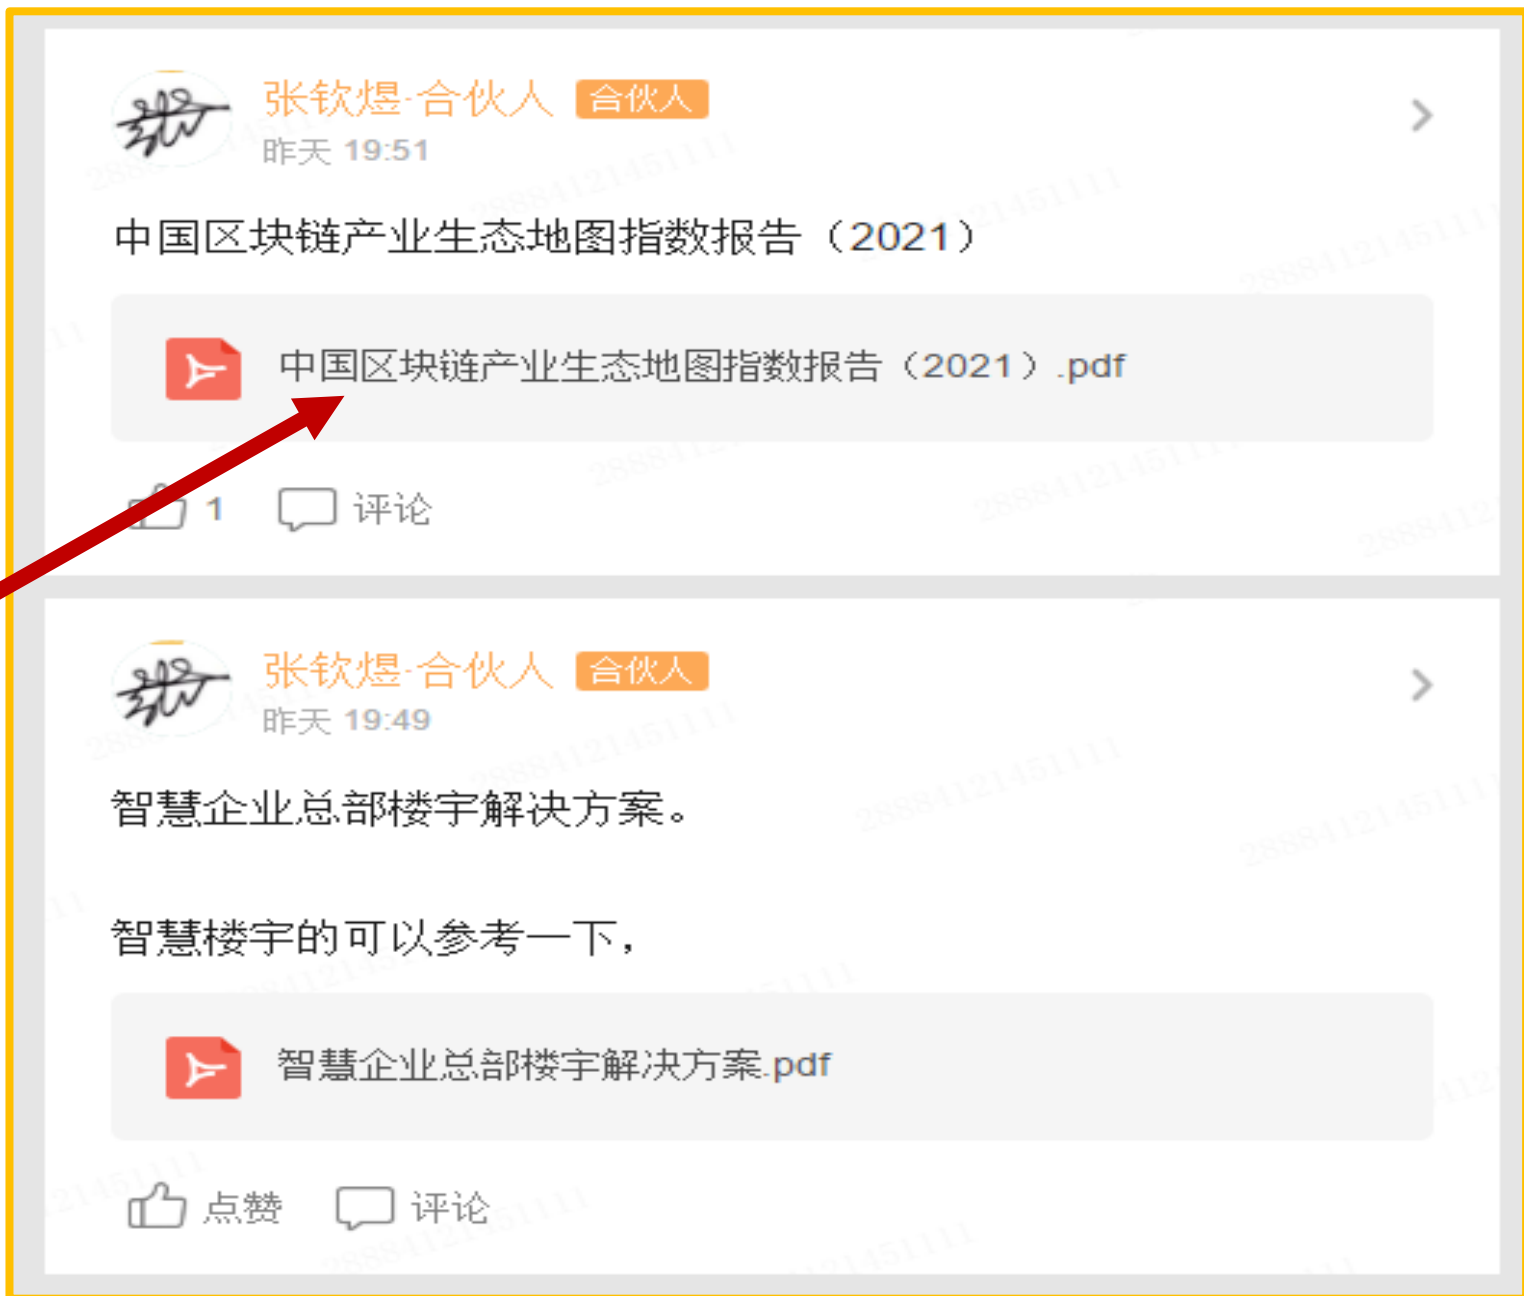 张钦煜·合伙人 合伙人
昨天 19:51
中国区块链产业生态地图指数报告（2021）
中国区块链产业生态地图指数报告（2021）.pdf
1 评论
张钦煜·合伙人 合伙人
昨天 19:49
智慧企业总部楼宇解决方案。
智慧楼宇的可以参考一下，
智慧企业总部楼宇解决方案.pdf
点赞 评论
28884121451111